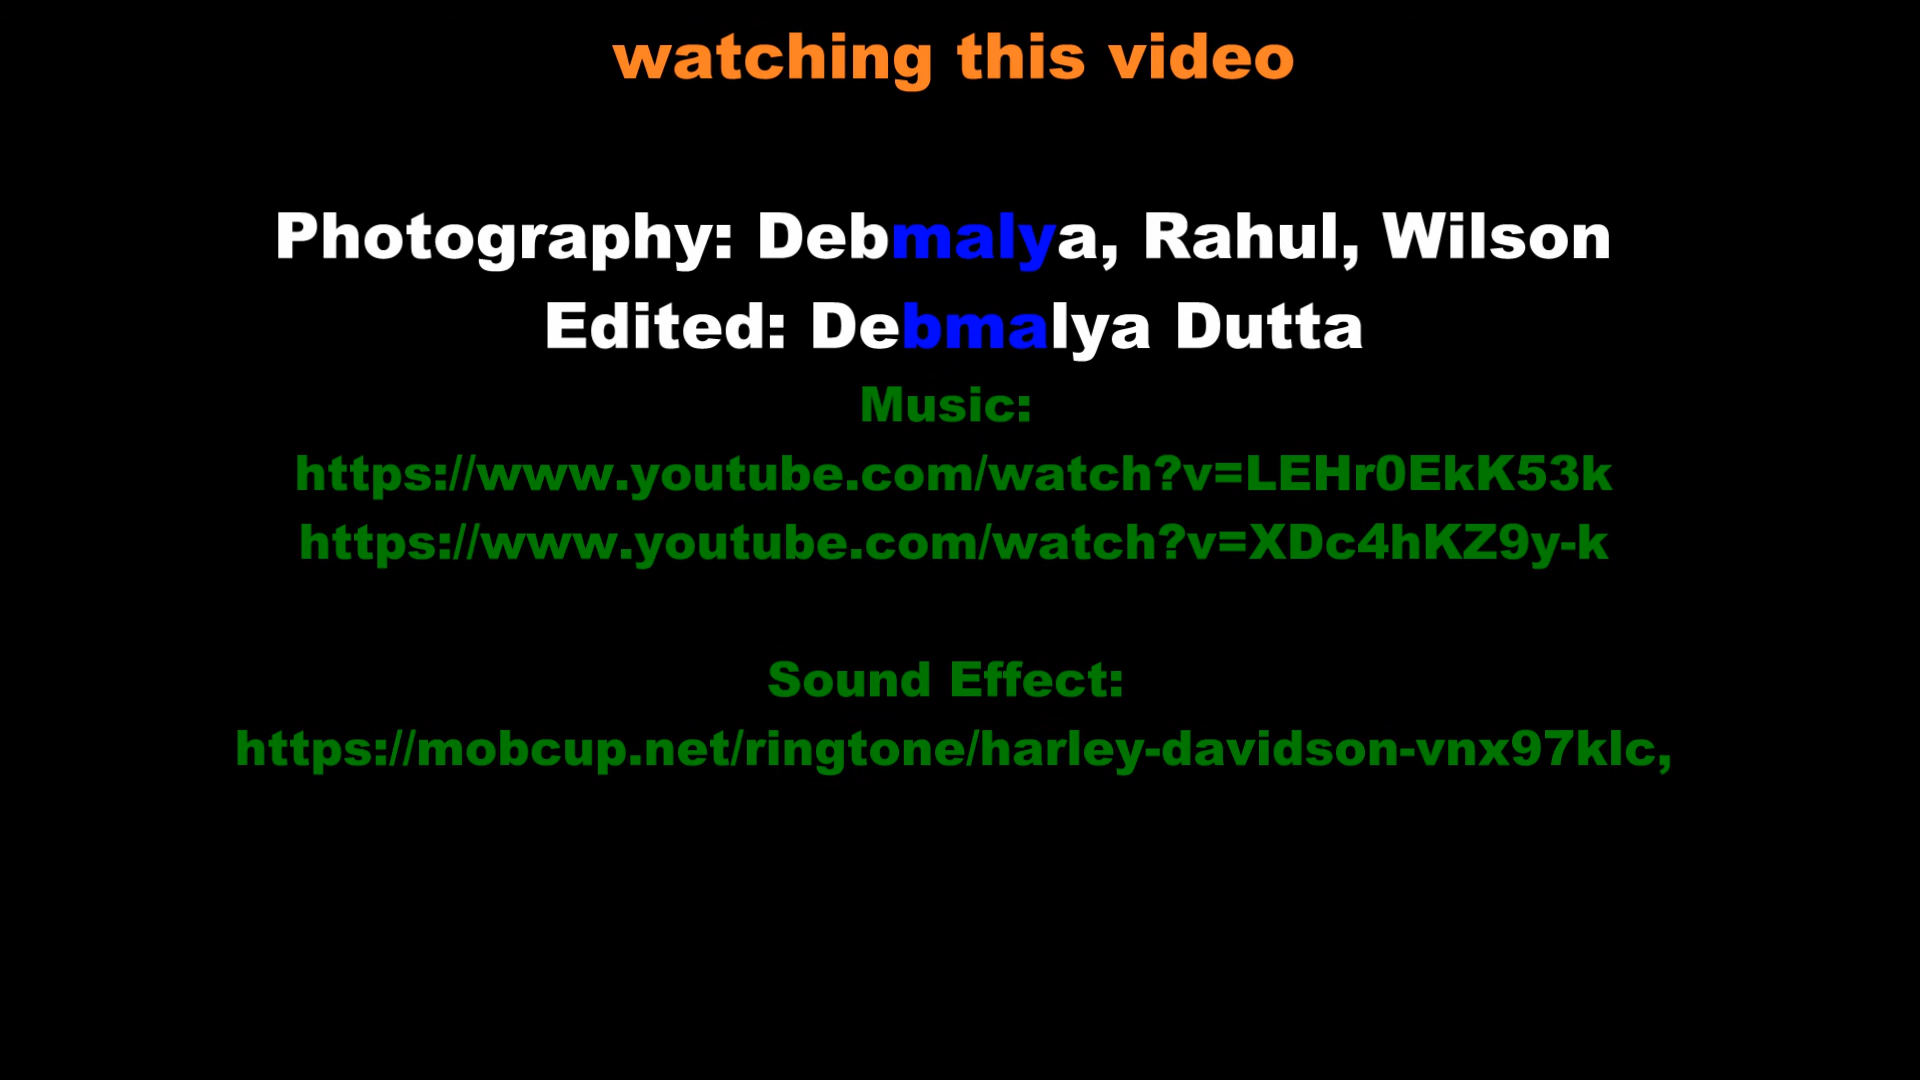 watching this video
Photography: Debmalya, Rahul, Wilson
Edited: Debmalya Dutta
Music:
https://www.youtube.com/watch?v=LEHr0EkK53k
https://www.youtube.com/watch?v=XDc4hKZ9y-k
Sound Effect:
https://mobcup.net/ringtone/harley-davidson-vnx97klc,